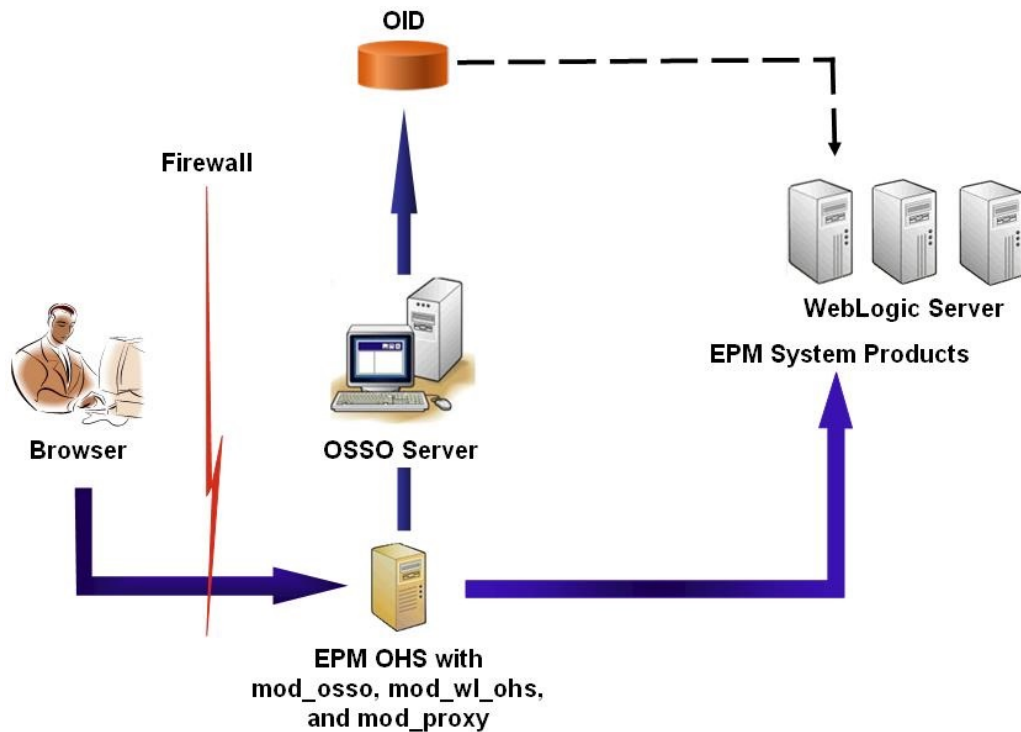 OID
Firewall
WebLogic Server
EPM System Products
Browser
OSSO Server
EPM OHS with
mod_osso, mod_wl_ohs,
and mod_proxy